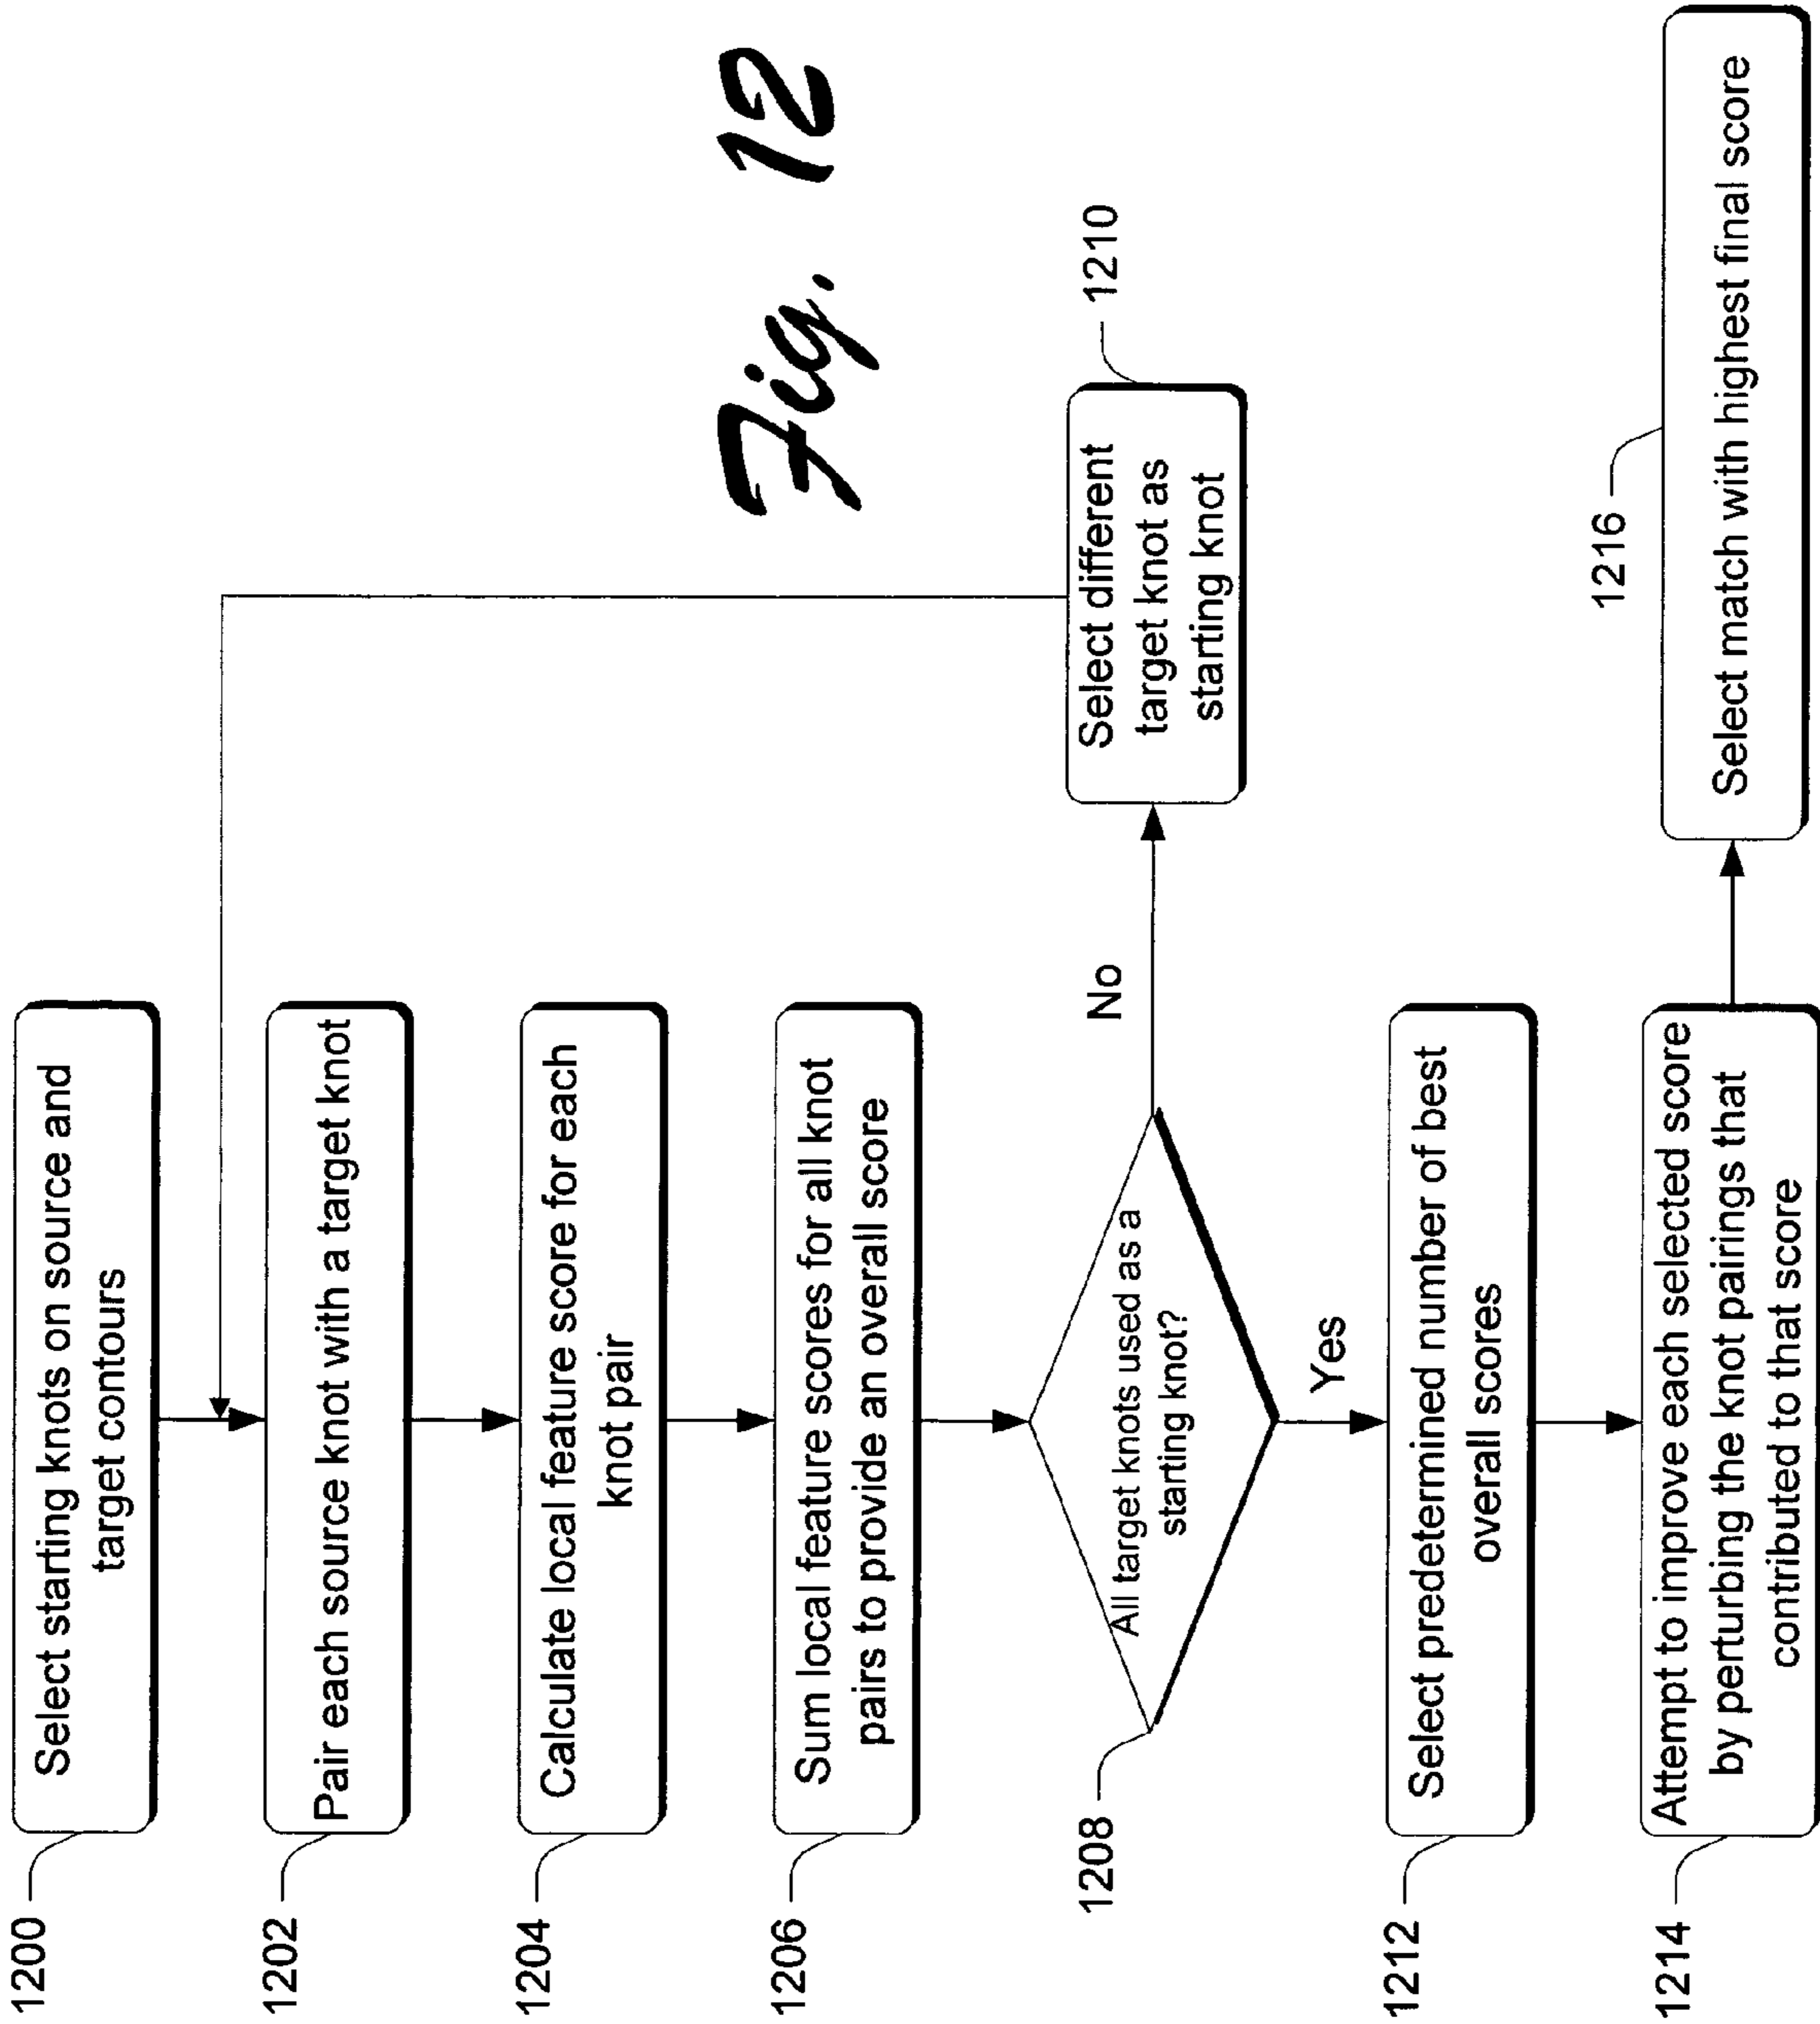 1200
Select starting knots on source and
target contours
1202
Pair each source knot with a target knot
1204
Calculate local feature score for each
knot pair
1206
Sum local feature scores for all knot
pairs to provide an overall score
1208
All target knots used as a
starting knot?
No
1210
Select different
target knot as
starting knot
Yes
1212
Select predetermined number of best
overall scores
1214
Attempt to improve each selected score
by perturbing the knot pairings that
contributed to that score
1216
Select match with highest final score
Fig. 12